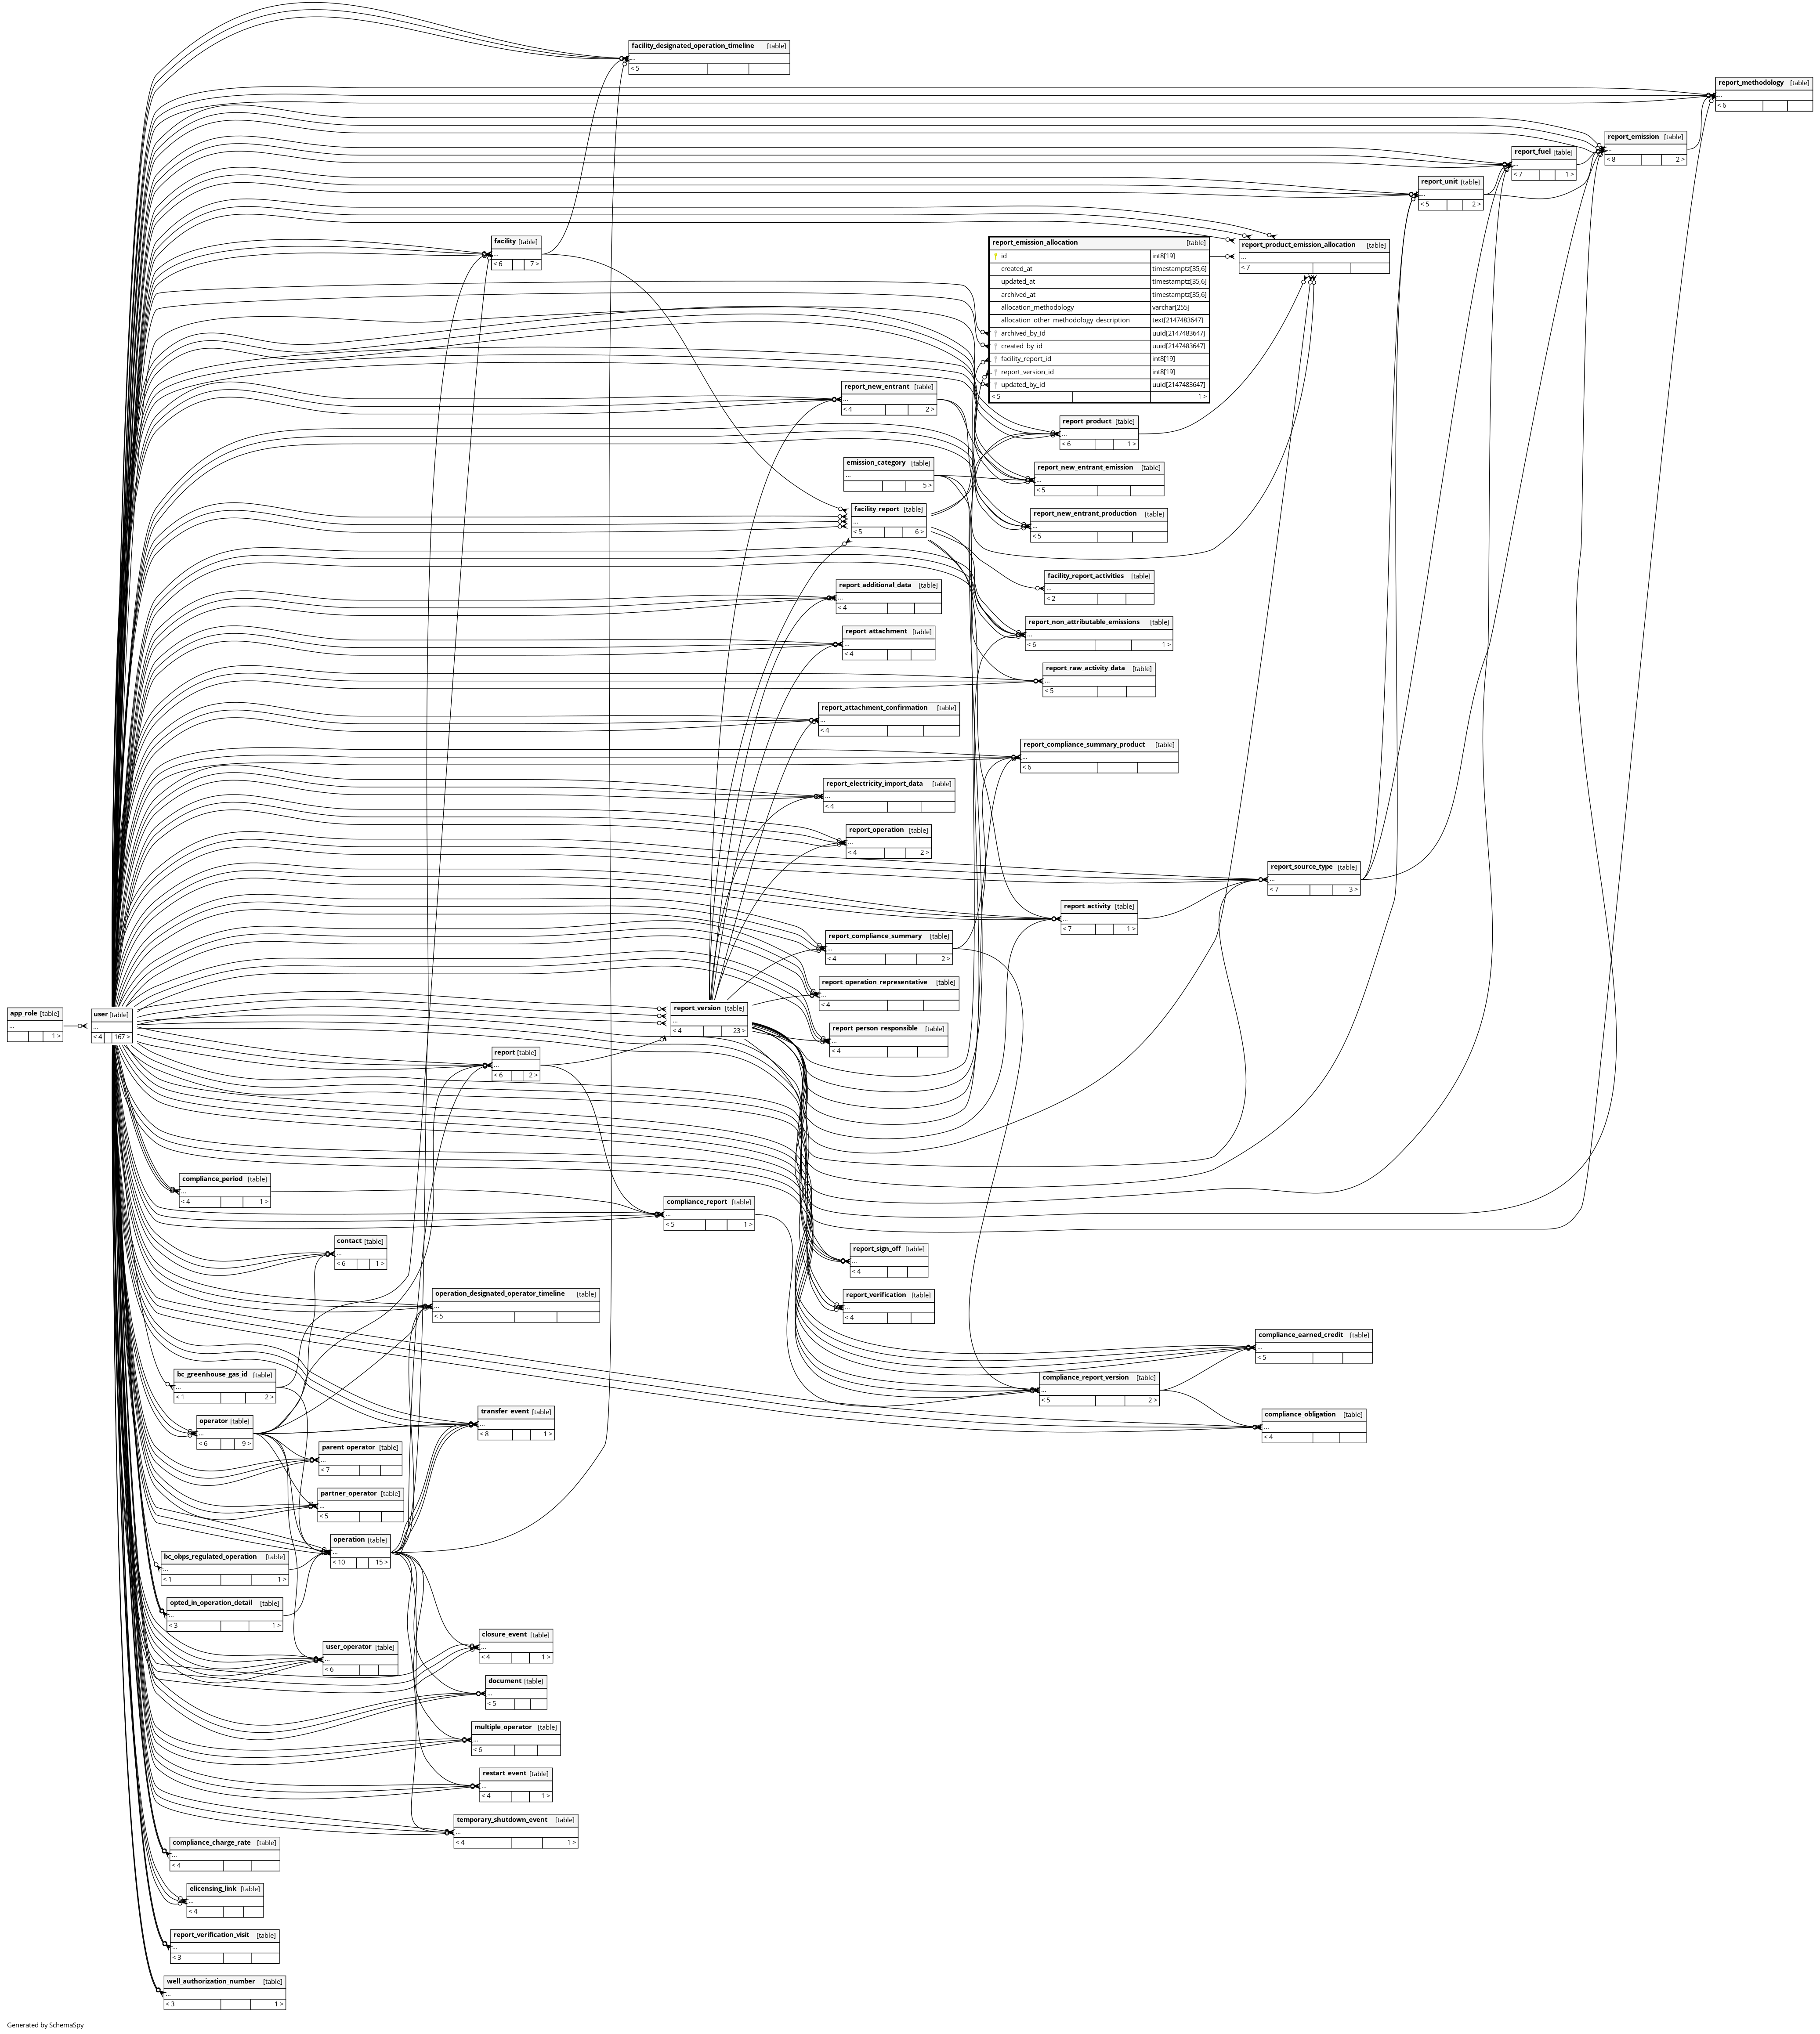 facility_designated_operation_timeline [table]
...
< 5
report_methodology [table]
...
< 6
report_emission [table]
...
< 8 2 >
report_fuel [table]
...
< 7 1 >
report_unit [table]
...
< 5 2 >
facility [table]
...
< 6 7 >
report_emission_allocation [table]
id int8[19]
created_at timestamptz[35,6]
updated_at timestamptz[35,6]
archived_at timestamptz[35,6]
allocation_methodology varchar[255]
allocation_other_methodology_description text[2147483647]
archived_by_id uuid[2147483647]
created_by_id uuid[2147483647]
facility_report_id int8[19]
report_version_id int8[19]
updated_by_id uuid[2147483647]
< 5 1 >
report_product_emission_allocation [table]
...
< 7
report_new_entrant [table]
...
< 4 2 >
report_product [table]
...
< 6 1 >
emission_category [table]
...
5 >
report_new_entrant_emission [table]
...
< 5
facility_report [table]
...
< 5 6 >
report_new_entrant_production [table]
...
< 5
report_additional_data [table]
...
< 4
facility_report_activities [table]
...
< 2
report_attachment [table]
...
< 4
report_non_attributable_emissions [table]
...
< 6 1 >
report_raw_activity_data [table]
...
< 5
report_attachment_confirmation [table]
...
< 4
report_compliance_summary_product [table]
...
< 6
report_electricity_import_data [table]
...
< 4
report_operation [table]
...
< 4 2 >
report_source_type [table]
...
< 7 3 >
report_activity [table]
...
< 7 1 >
report_compliance_summary [table]
...
< 4 2 >
report_operation_representative [table]
...
< 4
app_role [table]
...
1 >
user [table]
...
< 4 167 >
report_version [table]
...
< 4 23 >
report_person_responsible [table]
...
< 4
report [table]
...
< 6 2 >
compliance_period [table]
...
< 4 1 >
compliance_report [table]
...
< 5 1 >
contact [table]
...
< 6 1 >
report_sign_off [table]
...
< 4
operation_designated_operator_timeline [table]
...
< 5
report_verification [table]
...
< 4
compliance_earned_credit [table]
...
< 5
bc_greenhouse_gas_id [table]
...
< 1 2 >
compliance_report_version [table]
...
< 5 2 >
operator [table]
...
< 6 9 >
transfer_event [table]
...
< 8 1 >
compliance_obligation [table]
...
< 4
parent_operator [table]
...
< 7
partner_operator [table]
...
< 5
operation [table]
...
< 10 15 >
bc_obps_regulated_operation [table]
...
< 1 1 >
opted_in_operation_detail [table]
...
< 3 1 >
user_operator [table]
...
< 6
closure_event [table]
...
< 4 1 >
document [table]
...
< 5
multiple_operator [table]
...
< 6
restart_event [table]
...
< 4 1 >
temporary_shutdown_event [table]
...
< 4 1 >
compliance_charge_rate [table]
...
< 4
elicensing_link [table]
...
< 4
report_verification_visit [table]
...
< 3
well_authorization_number [table]
...
< 3 1 >
Generated by SchemaSpy